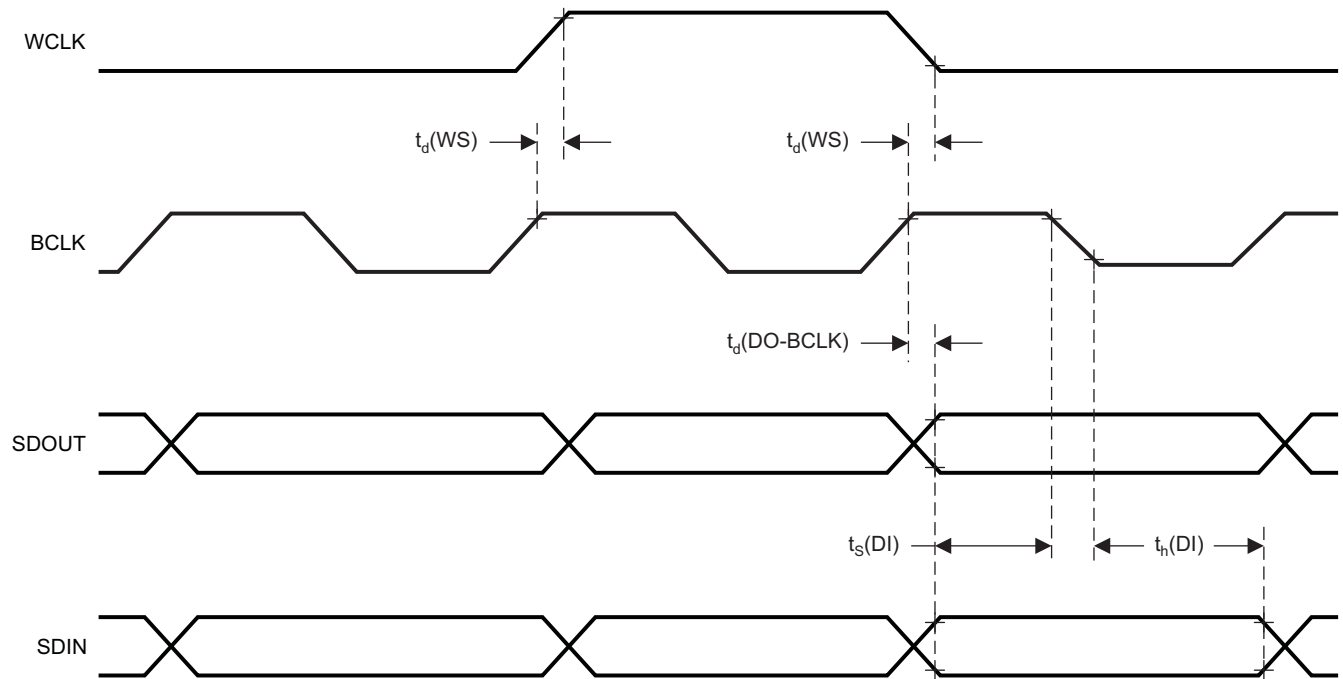 WCLK
td(WS)
td(WS)
BCLK
td(DO-BCLK)
SDOUT
tS(DI)
th(DI)
SDIN